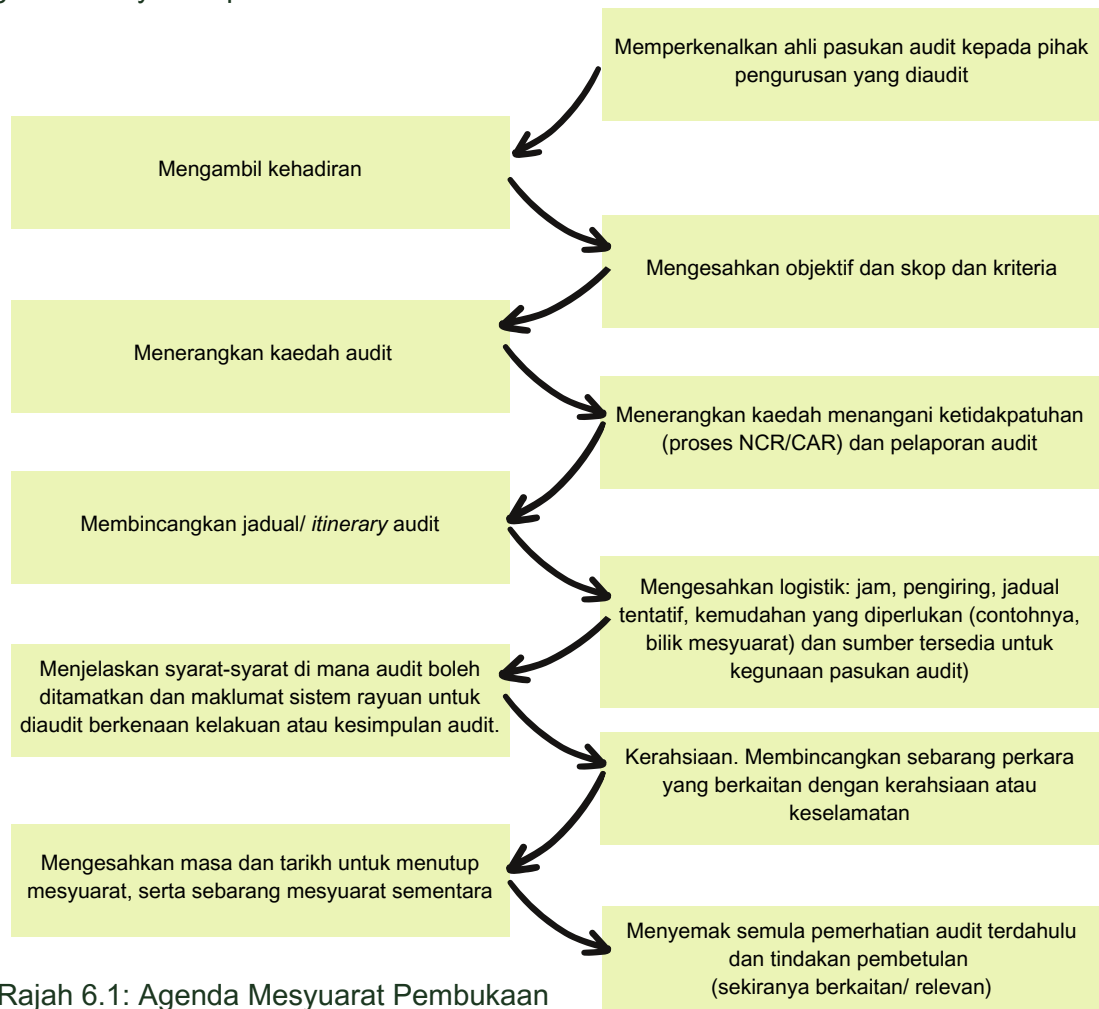 Memperkenalkan ahli pasukan audit kepada pihak
pengurusan yang diaudit
Mengambil kehadiran
Mengesahkan objektif dan skop dan kriteria
Menerangkan kaedah audit
Menerangkan kaedah menangani ketidakpatuhan
(proses NCR/CAR) dan pelaporan audit
Membincangkan jadual/ itinerary audit
Mengesahkan logistik: jam, pengiring, jadual
tentatif, kemudahan yang diperlukan (contohnya,
bilik mesyuarat) dan sumber tersedia untuk
kegunaan pasukan audit)
Menjelaskan syarat-syarat di mana audit boleh
ditamatkan dan maklumat sistem rayuan untuk
diaudit berkenaan kelakuan atau kesimpulan audit.
Kerahsiaan. Membincangkan sebarang perkara
yang berkaitan dengan kerahsiaan atau
keselamatan
Mengesahkan masa dan tarikh untuk menutup
mesyuarat, serta sebarang mesyuarat sementara
Menyemak semula pemerhatian audit terdahulu
dan tindakan pembetulan
(sekiranya berkaitan/ relevan)
Rajah 6.1: Agenda Mesyuarat Pembukaan